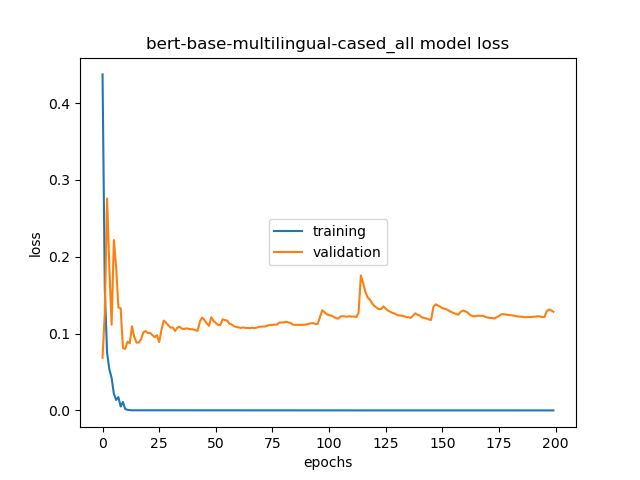 bert-base-multilingual-cased_all model loss
0.4
0.3
0.2
0.1
0.0
loss
training
validation
0 25 50 75 100 125 150 175 200
epochs